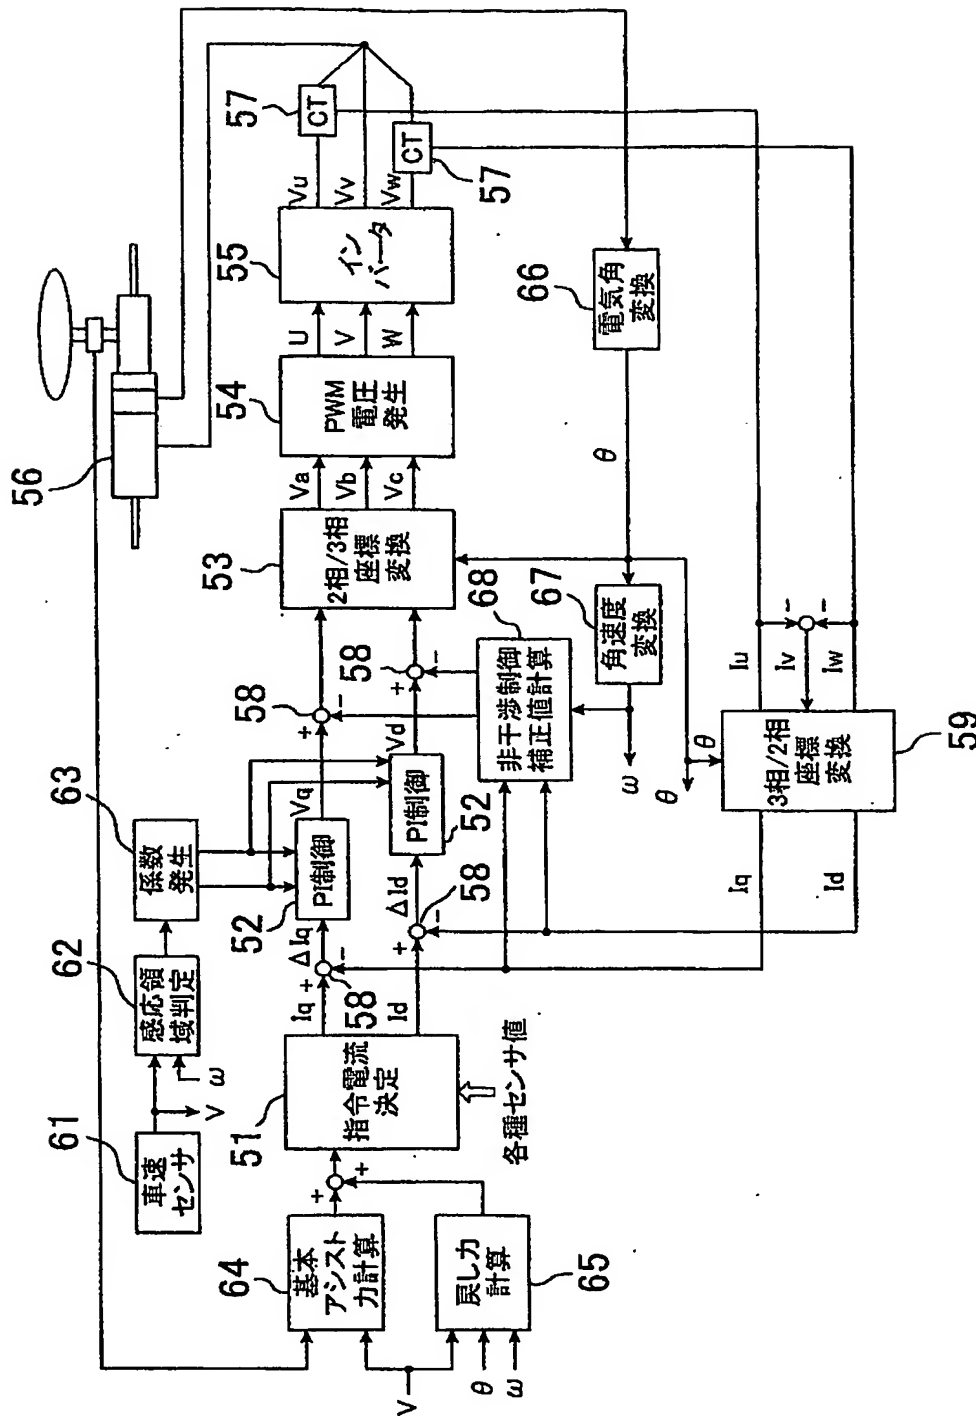 56
61
車速
センサ
V
62
感応領
域判定
ω
63
係数
発生
64
基本
アシスト
力計算
V
65
戻し力
計算
θ
ω
+
+
51
指令電流
決定
各種センサ値
Iq
Id
+
−
58
ΔIq
+
−
58
ΔId
52
PI制御
Vq
PI制御
52
Vd
+
−
58
+
−
58
68
非干渉制御
補正値計算
53
2相/3相
座標
変換
Va
Vb
Vc
54
PWM
電圧
発生
U
V
W
55
イン
バータ
Vu
Vv
Vw
57
CT
CT
57
66
電気角
変換
θ
67
角速度
変換
ω
θ
θ
Iu
Iv
Iw
−
−
59
3相/2相
座標
変換
Iq
Id